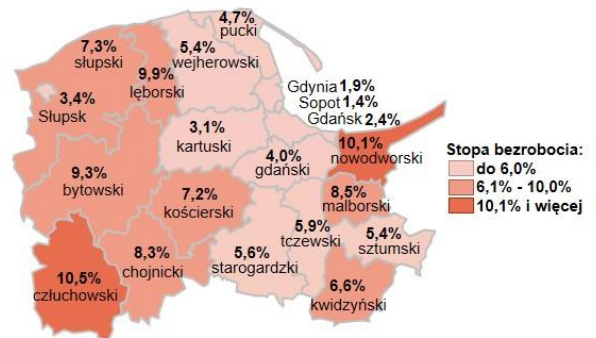 4,7%
pucki
7,3%
słupski
5,4%
wejherowski
9,9%
lęborski
Gdynia 1,9%
Sopot 1,4%
Gdańsk 2,4%
3,4%
Słupsk
3,1%
kartuski
10,1%
nowodworski
4,0%
gdański
9,3%
bytowski
7,2%
kościerski
8,5%
malborski
5,9%
tczewski
5,4%
sztumski
8,3%
chojnicki
5,6%
starogardzki
10,5%
człuchowski
6,6%
kwidzyński
Stopa bezrobocia:
do 6,0%
6,1% - 10,0%
10,1% i więcej